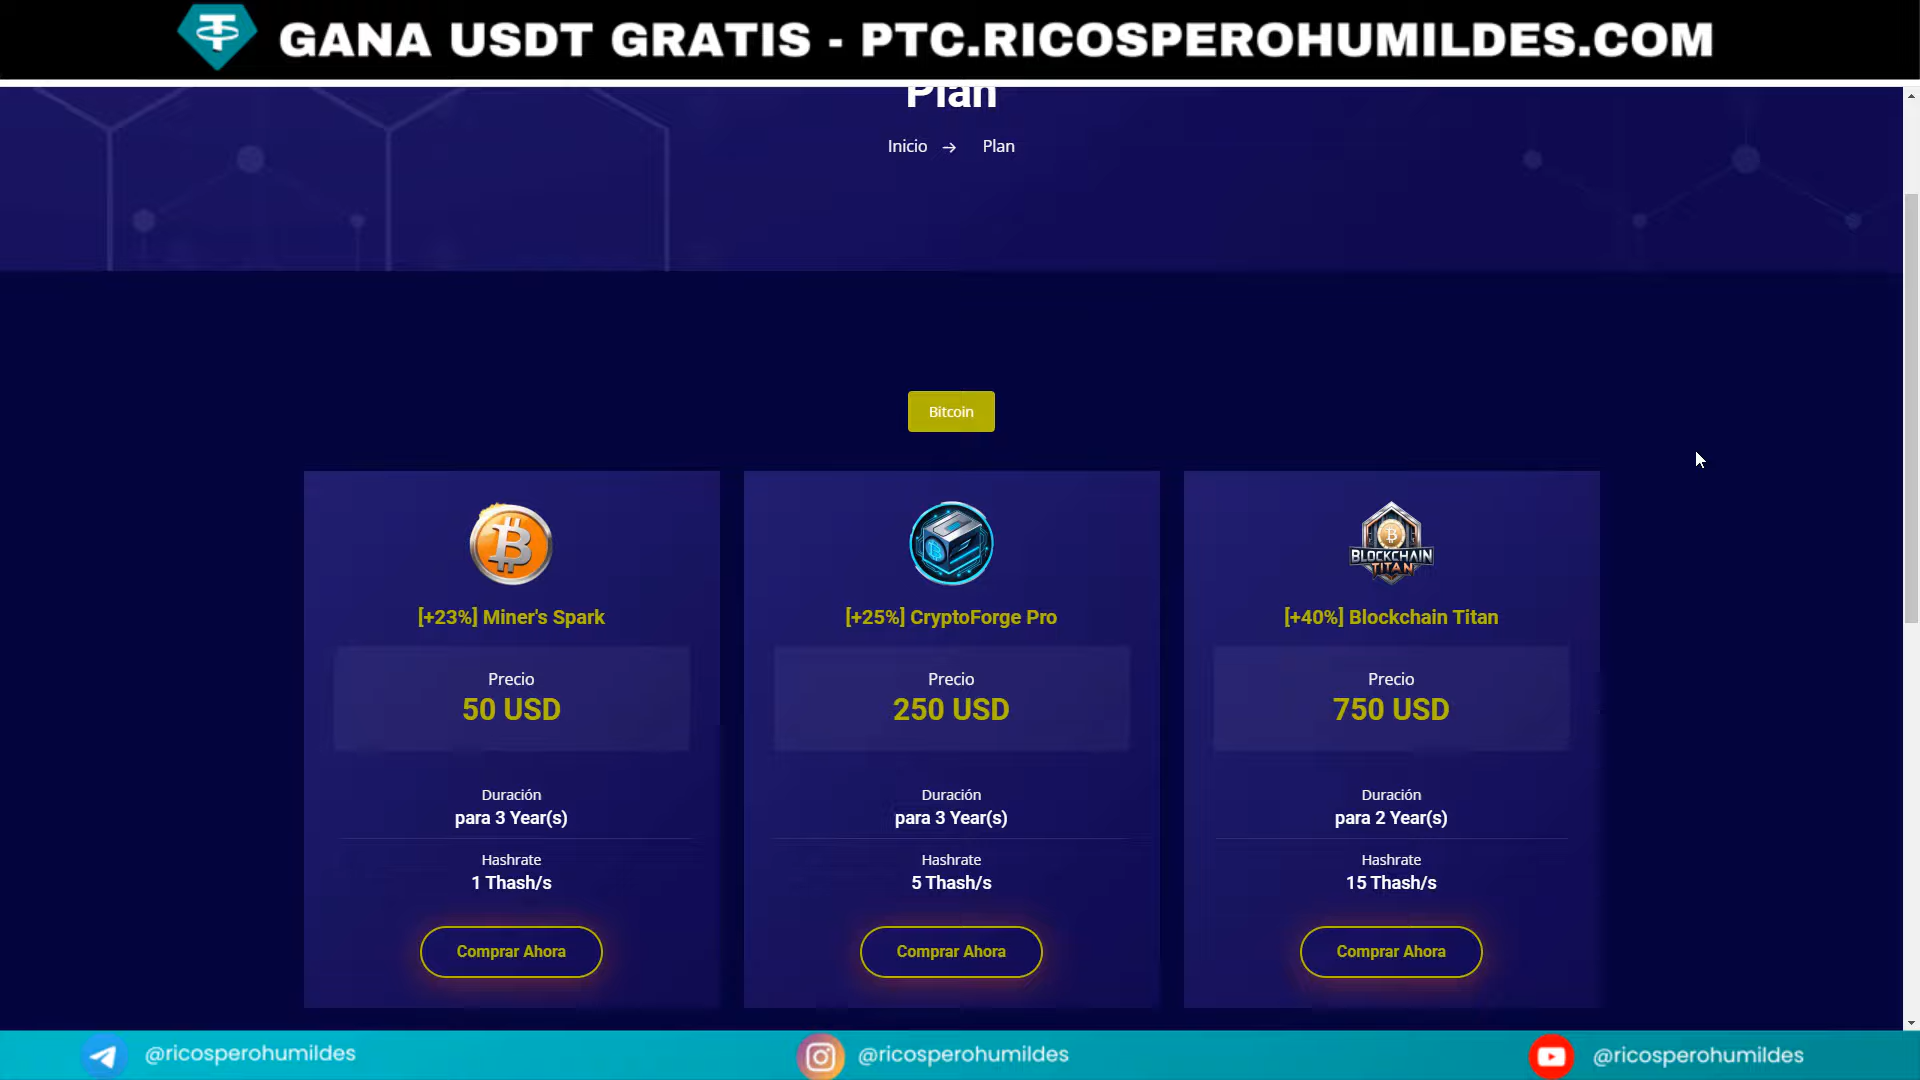 GANA USDT GRATIS - PTC.RICOSPEROHUMILDES.COM
Plan
Inicio → Plan
Bitcoin
[+23%] Miner's Spark
Precio
50 USD
Duración
para 3 Year(s)
Hashrate
1 Thash/s
Comprar Ahora
BLOCKCHAIN
TITAN
[+25%] CryptoForge Pro
Precio
250 USD
Duración
para 3 Year(s)
Hashrate
5 Thash/s
Comprar Ahora
[+40%] Blockchain Titan
Precio
750 USD
Duración
para 2 Year(s)
Hashrate
15 Thash/s
Comprar Ahora
@ricosperohumildes
@ricosperohumildes
@ricosperohumildes